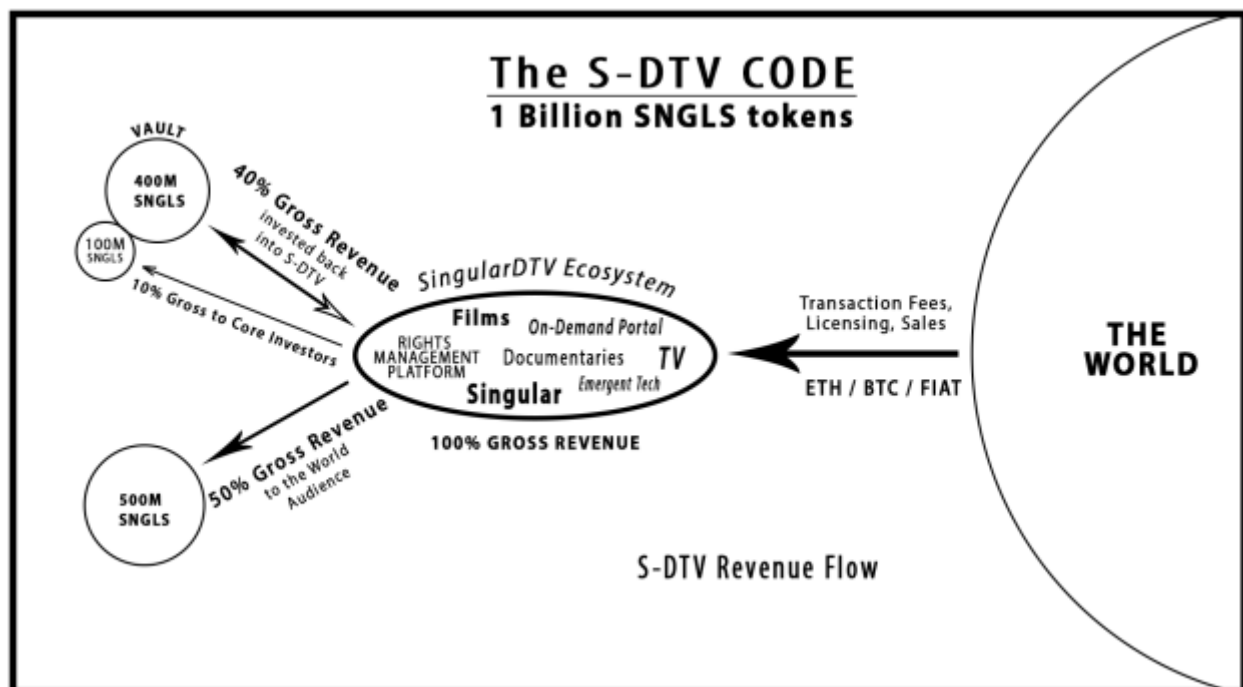 The S-DTV CODE
1 Billion SNGLS tokens
VAULT
400M
SNGLS
100M
SNGLS
40% Gross Revenue
invested back
into S-DTV
10% Gross to Core Investors
50% Gross Revenue
to the World
Audience
500M
SNGLS
SingularDTV Ecosystem
Films
On-Demand Portal
RIGHTS
MANAGEMENT
PLATFORM
Documentaries
TV
Emergent Tech
Singular
100% GROSS REVENUE
Transaction Fees,
Licensing, Sales
ETH / BTC / FIAT
THE
WORLD
S-DTV Revenue Flow